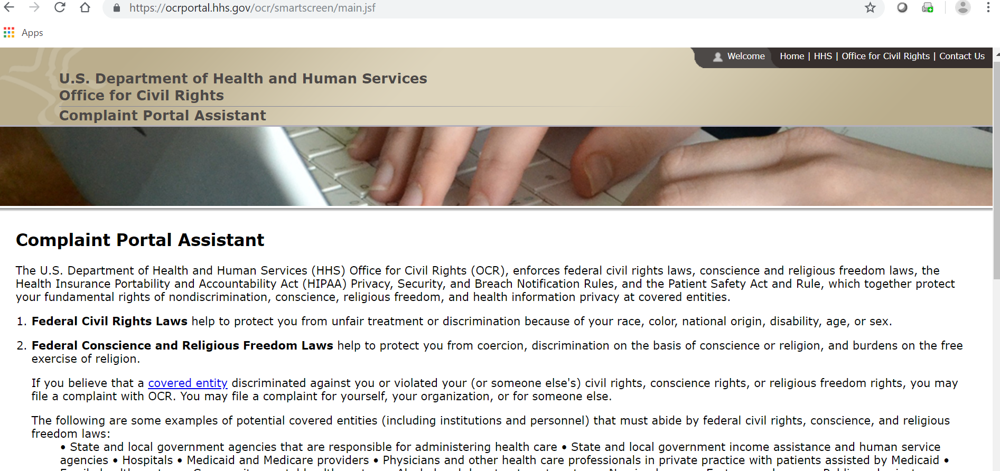 https://ocrportal.hhs.gov/ocr/smartscreen/main.jsf
Apps
Welcome Home | HHS | Office for Civil Rights | Contact Us
U.S. Department of Health and Human Services
Office for Civil Rights
Complaint Portal Assistant
Complaint Portal Assistant
The U.S. Department of Health and Human Services (HHS) Office for Civil Rights (OCR), enforces federal civil rights laws, conscience and religious freedom laws, the
Health Insurance Portability and Accountability Act (HIPAA) Privacy, Security, and Breach Notification Rules, and the Patient Safety Act and Rule, which together protect
your fundamental rights of nondiscrimination, conscience, religious freedom, and health information privacy at covered entities.
1. Federal Civil Rights Laws help to protect you from unfair treatment or discrimination because of your race, color, national origin, disability, age, or sex.
2. Federal Conscience and Religious Freedom Laws help to protect you from coercion, discrimination on the basis of conscience or religion, and burdens on the free
exercise of religion.
If you believe that a covered entity discriminated against you or violated your (or someone else's) civil rights, conscience rights, or religious freedom rights, you may
file a complaint with OCR. You may file a complaint for yourself, your organization, or for someone else.
The following are some examples of potential covered entities (including institutions and personnel) that must abide by federal civil rights, conscience, and religious
freedom laws:
• State and local government agencies that are responsible for administering health care • State and local government income assistance and human service
agencies • Hospitals • Medicaid and Medicare providers • Physicians and other health care professionals in private practice with patients assisted by Medicaid •